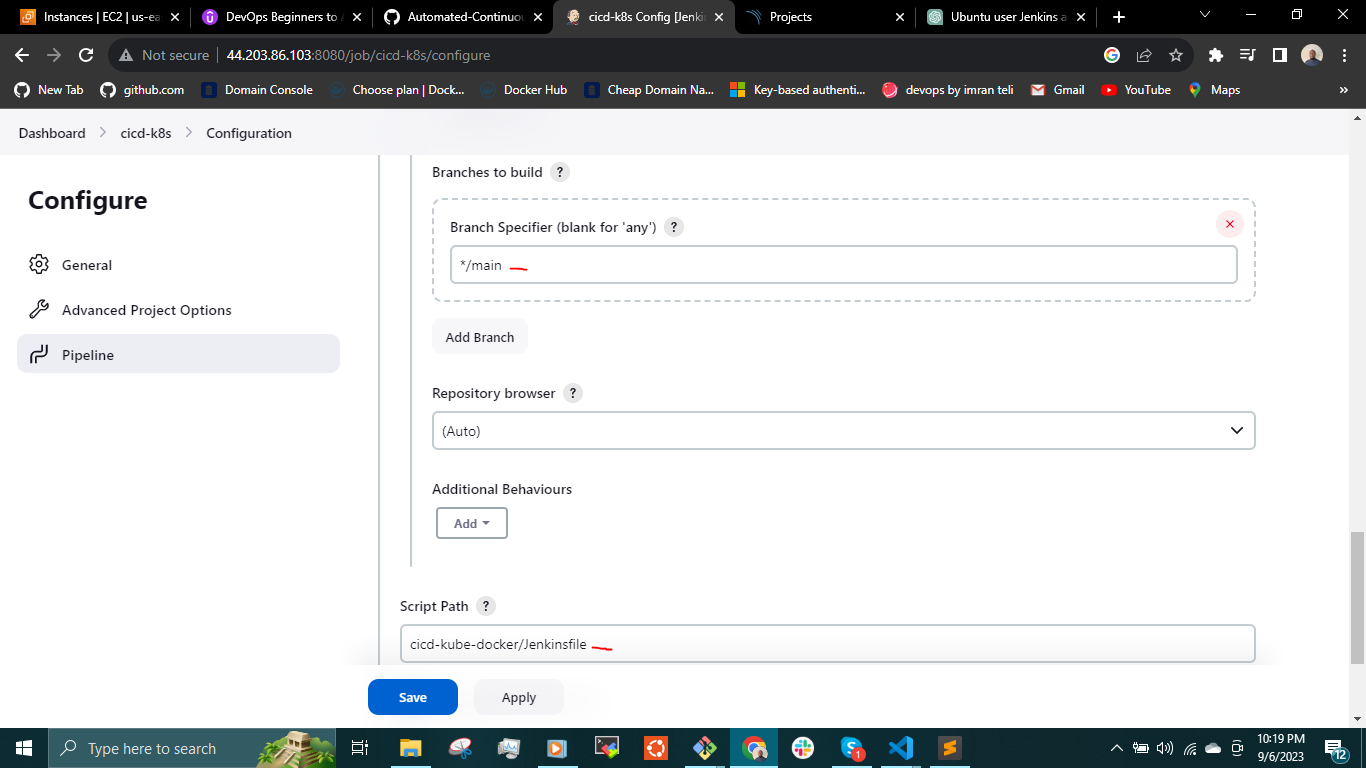 Instances | EC2 | us-ea
DevOps Beginners to A
Automated-Continuou
cicd-k8s Config [Jenkin
Projects
Ubuntu user Jenkins a
Not secure
44.203.86.103:8080/job/cicd-k8s/configure
New Tab
github.com
Domain Console
Choose plan | Dock...
Docker Hub
Cheap Domain Na...
Key-based authenti...
devops by imran teli
Gmail
YouTube
Maps
»
Dashboard > cicd-k8s > Configuration
Configure
General
Advanced Project Options
Pipeline
Branches to build ?
Branch Specifier (blank for 'any') ?
*/main
Add Branch
Repository browser ?
(Auto)
Additional Behaviours
Add
Script Path ?
cicd-kube-docker/Jenkinsfile
Save
Apply
Type here to search
1
10:19 PM
9/6/2023
12